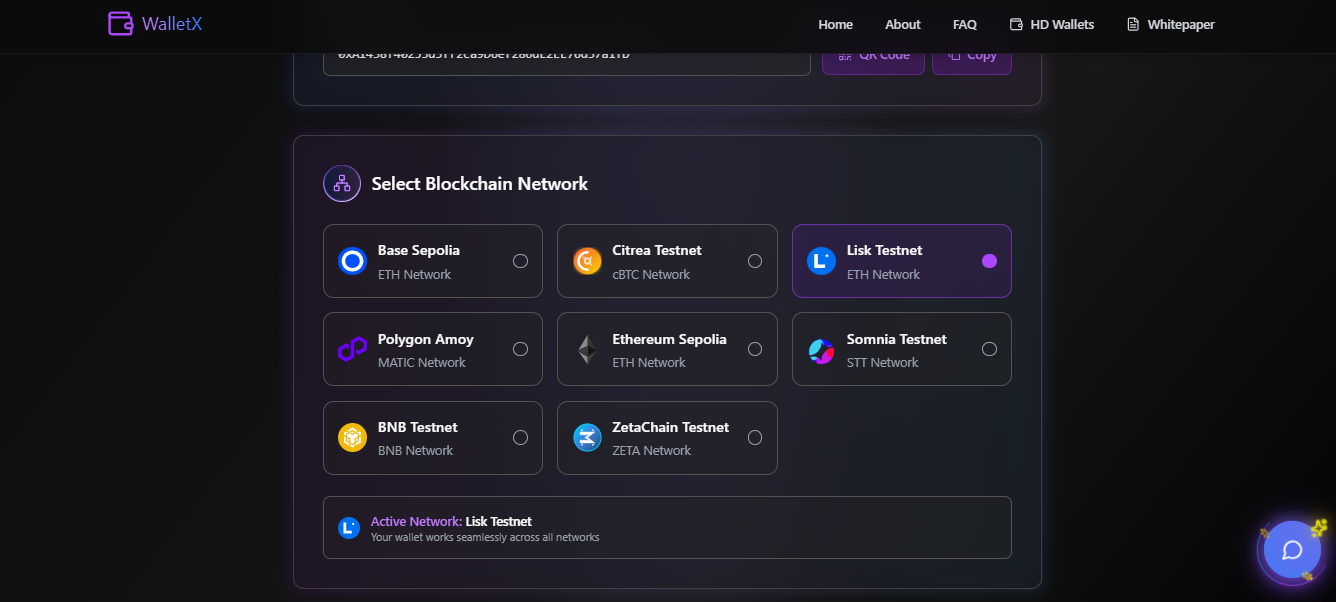 WalletX
Home About FAQ HD Wallets Whitepaper
QR Code Copy
Select Blockchain Network
Base Sepolia
ETH Network
Citrea Testnet
cBTC Network
Lisk Testnet
ETH Network
Polygon Amoy
MATIC Network
Ethereum Sepolia
ETH Network
Somnia Testnet
STT Network
BNB Testnet
BNB Network
ZetaChain Testnet
ZETA Network
Active Network: Lisk Testnet
Your wallet works seamlessly across all networks